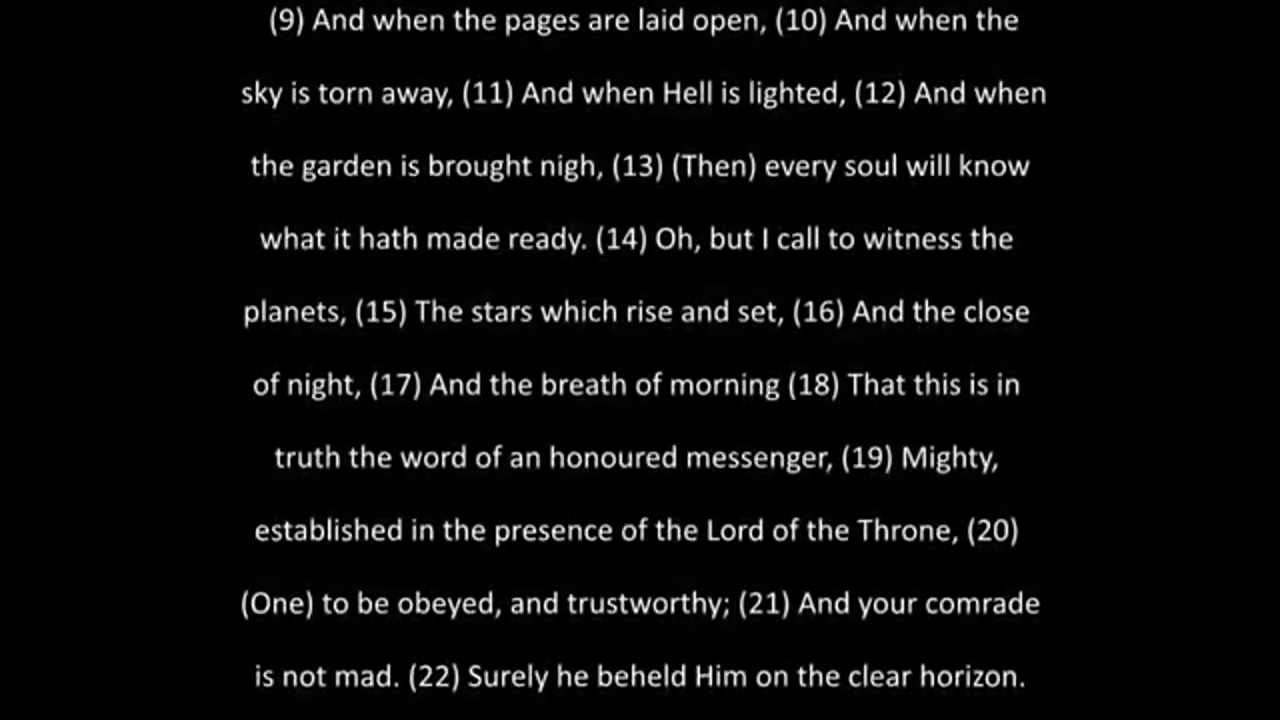 (9) And when the pages are laid open, (10) And when the
sky is torn away, (11) And when Hell is lighted, (12) And when
the garden is brought nigh, (13) (Then) every soul will know
what it hath made ready. (14) Oh, but I call to witness the
planets, (15) The stars which rise and set, (16) And the close
of night, (17) And the breath of morning (18) That this is in
truth the word of an honoured messenger, (19) Mighty,
established in the presence of the Lord of the Throne, (20)
(One) to be obeyed, and trustworthy; (21) And your comrade
is not mad. (22) Surely he beheld Him on the clear horizon.